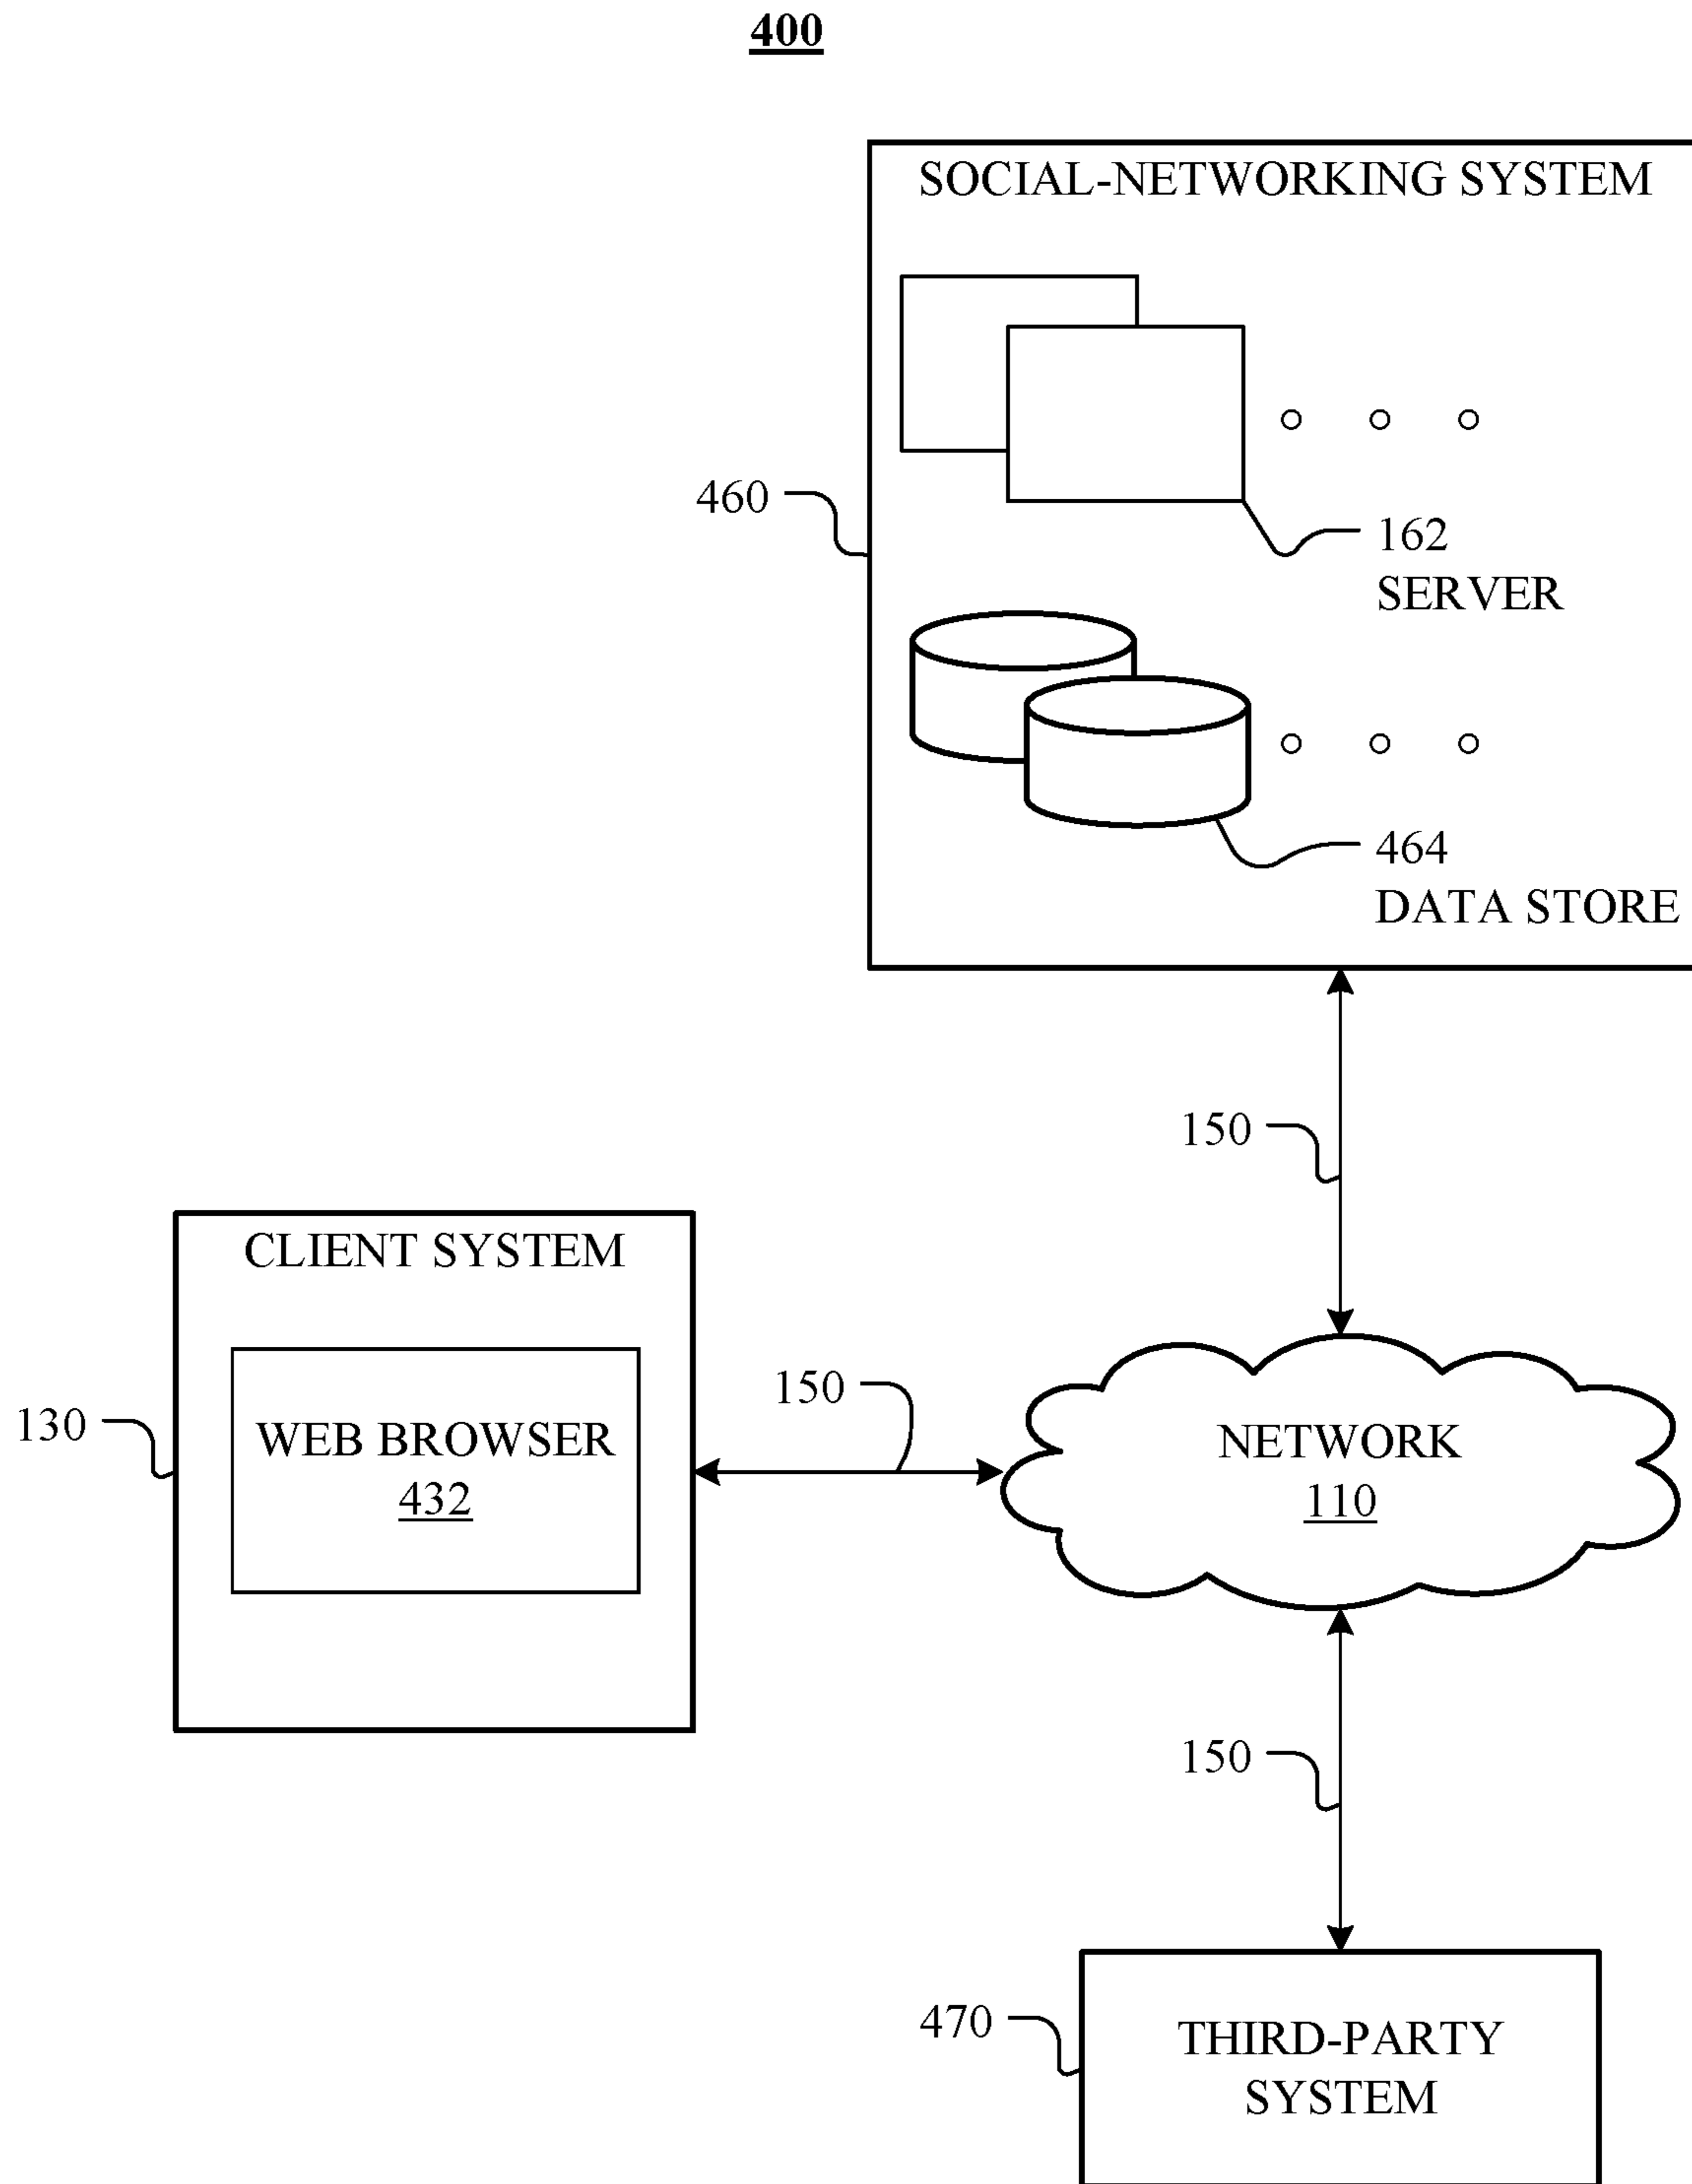 400
SOCIAL-NETWORKING SYSTEM
460
162
SERVER
464
DATA STORE
150
CLIENT SYSTEM
130
WEB BROWSER
432
150
NETWORK
110
150
470
THIRD-PARTY
SYSTEM